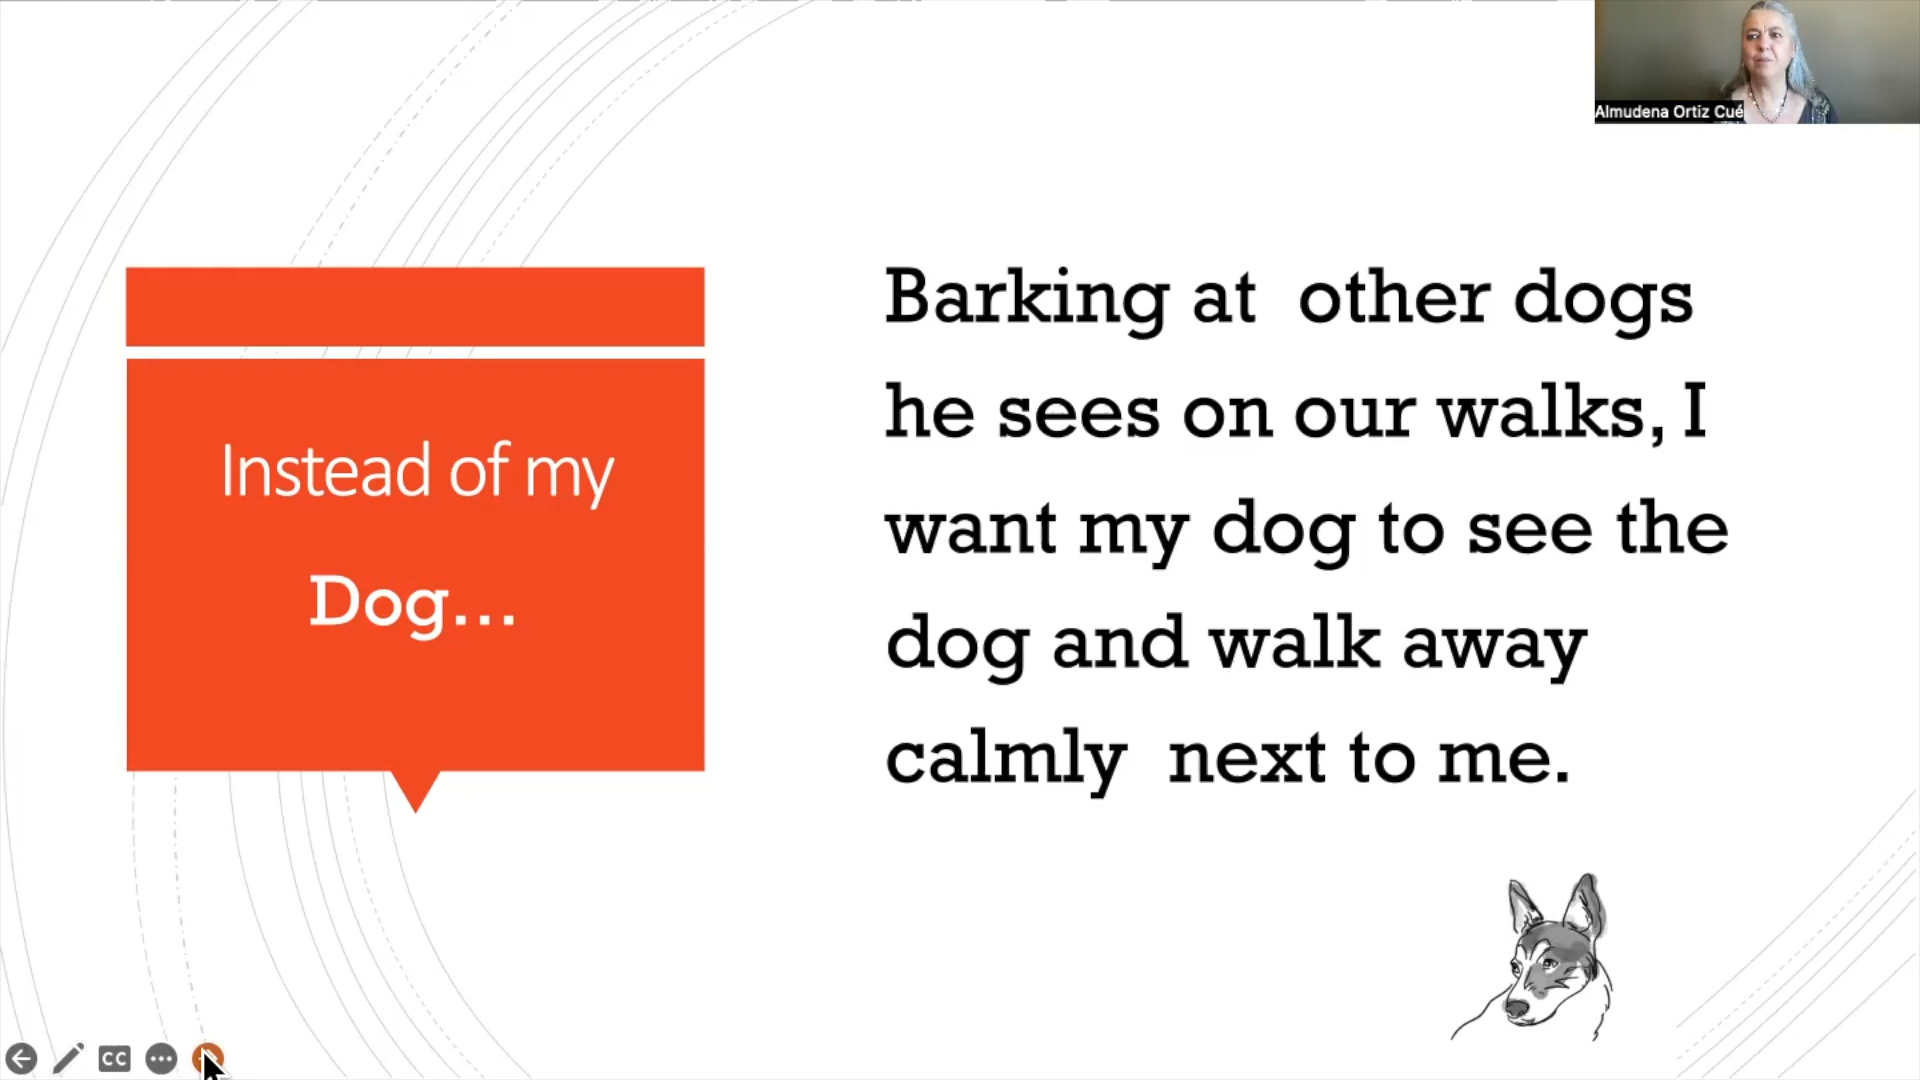 Almudena Ortiz Cué
Instead of my
Dog...
Barking at  other dogs
he sees on our walks, I
want my dog to see the
dog and walk away
calmly  next to me.
CC